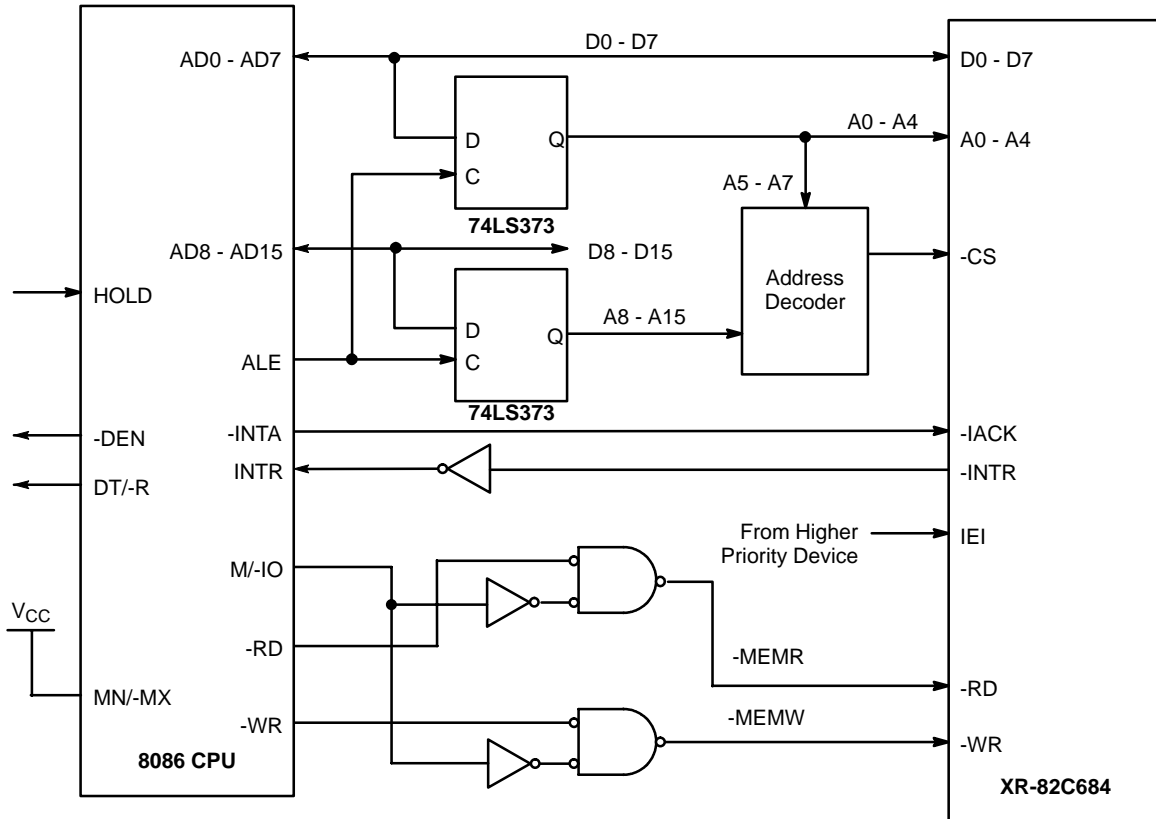 AD0 - AD7
D0 - D7
D0 - D7
D
Q
C
74LS373
A0 - A4
A0 - A4
A5 - A7
AD8 - AD15
D8 - D15
D
Q
C
74LS373
A8 - A15
Address
Decoder
-CS
HOLD
ALE
-DEN
-INTA
-IACK
INTR
-INTR
DT/-R
From Higher
Priority Device
IEI
M/-IO
VCC
-RD
-MEMR
-RD
MN/-MX
-WR
-MEMW
-WR
8086 CPU
XR-82C684